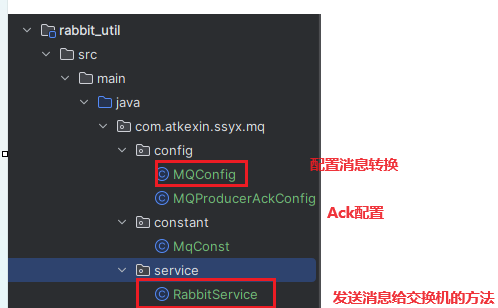 rabbit_util
src
main
java
com.atkexin.ssyx.mq
config
配置消息转换
MQConfig
MQProducerAckConfig
Ack配置
constant
MqConst
service
RabbitService
发送消息给交换机的方法